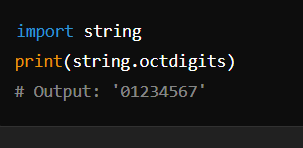 import string
print(string.octdigits)
# Output: '01234567'